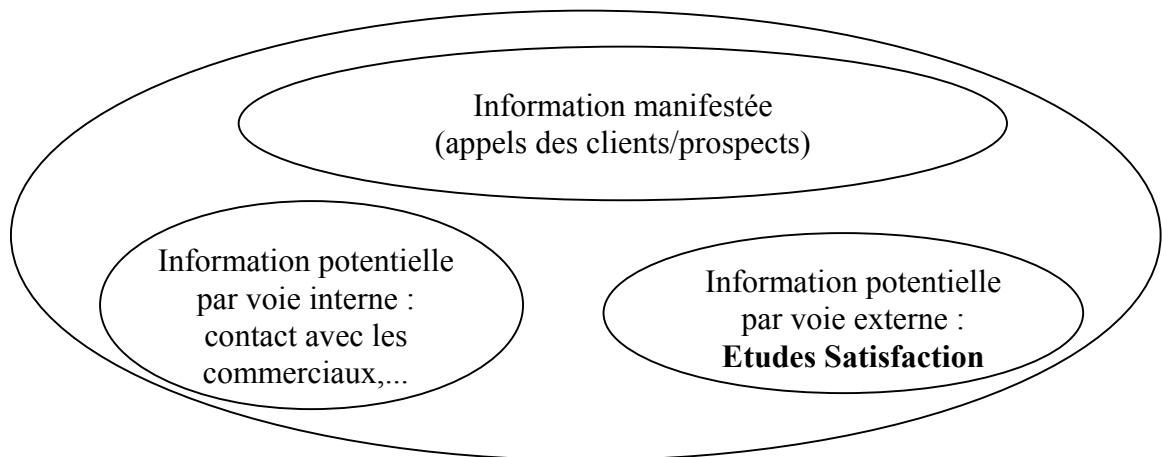 Information manifestée
(appels des clients/prospects)
Information potentielle
par voie interne :
contact avec les
commerciaux,...
Information potentielle
par voie externe :
Etudes Satisfaction